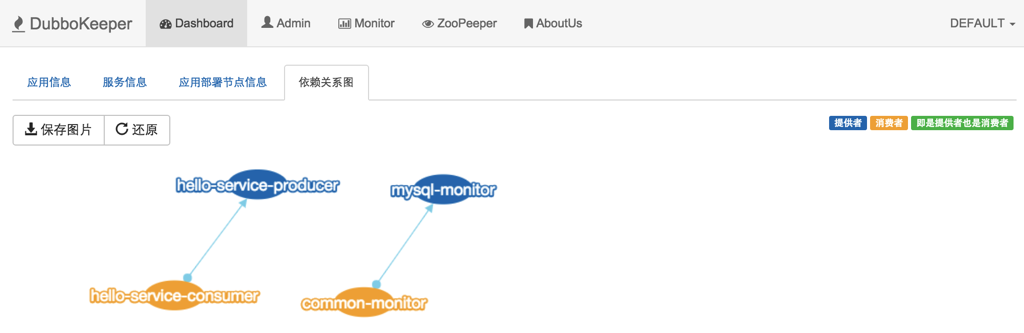 DubboKeeper Dashboard Admin Monitor ZooPeeper AboutUs DEFAULT
应用信息 服务信息 应用部署节点信息 依赖关系图
保存图片 还原 提供者 消费者 即是提供者也是消费者
hello-service-producer mysql-monitor
hello-service-consumer common-monitor